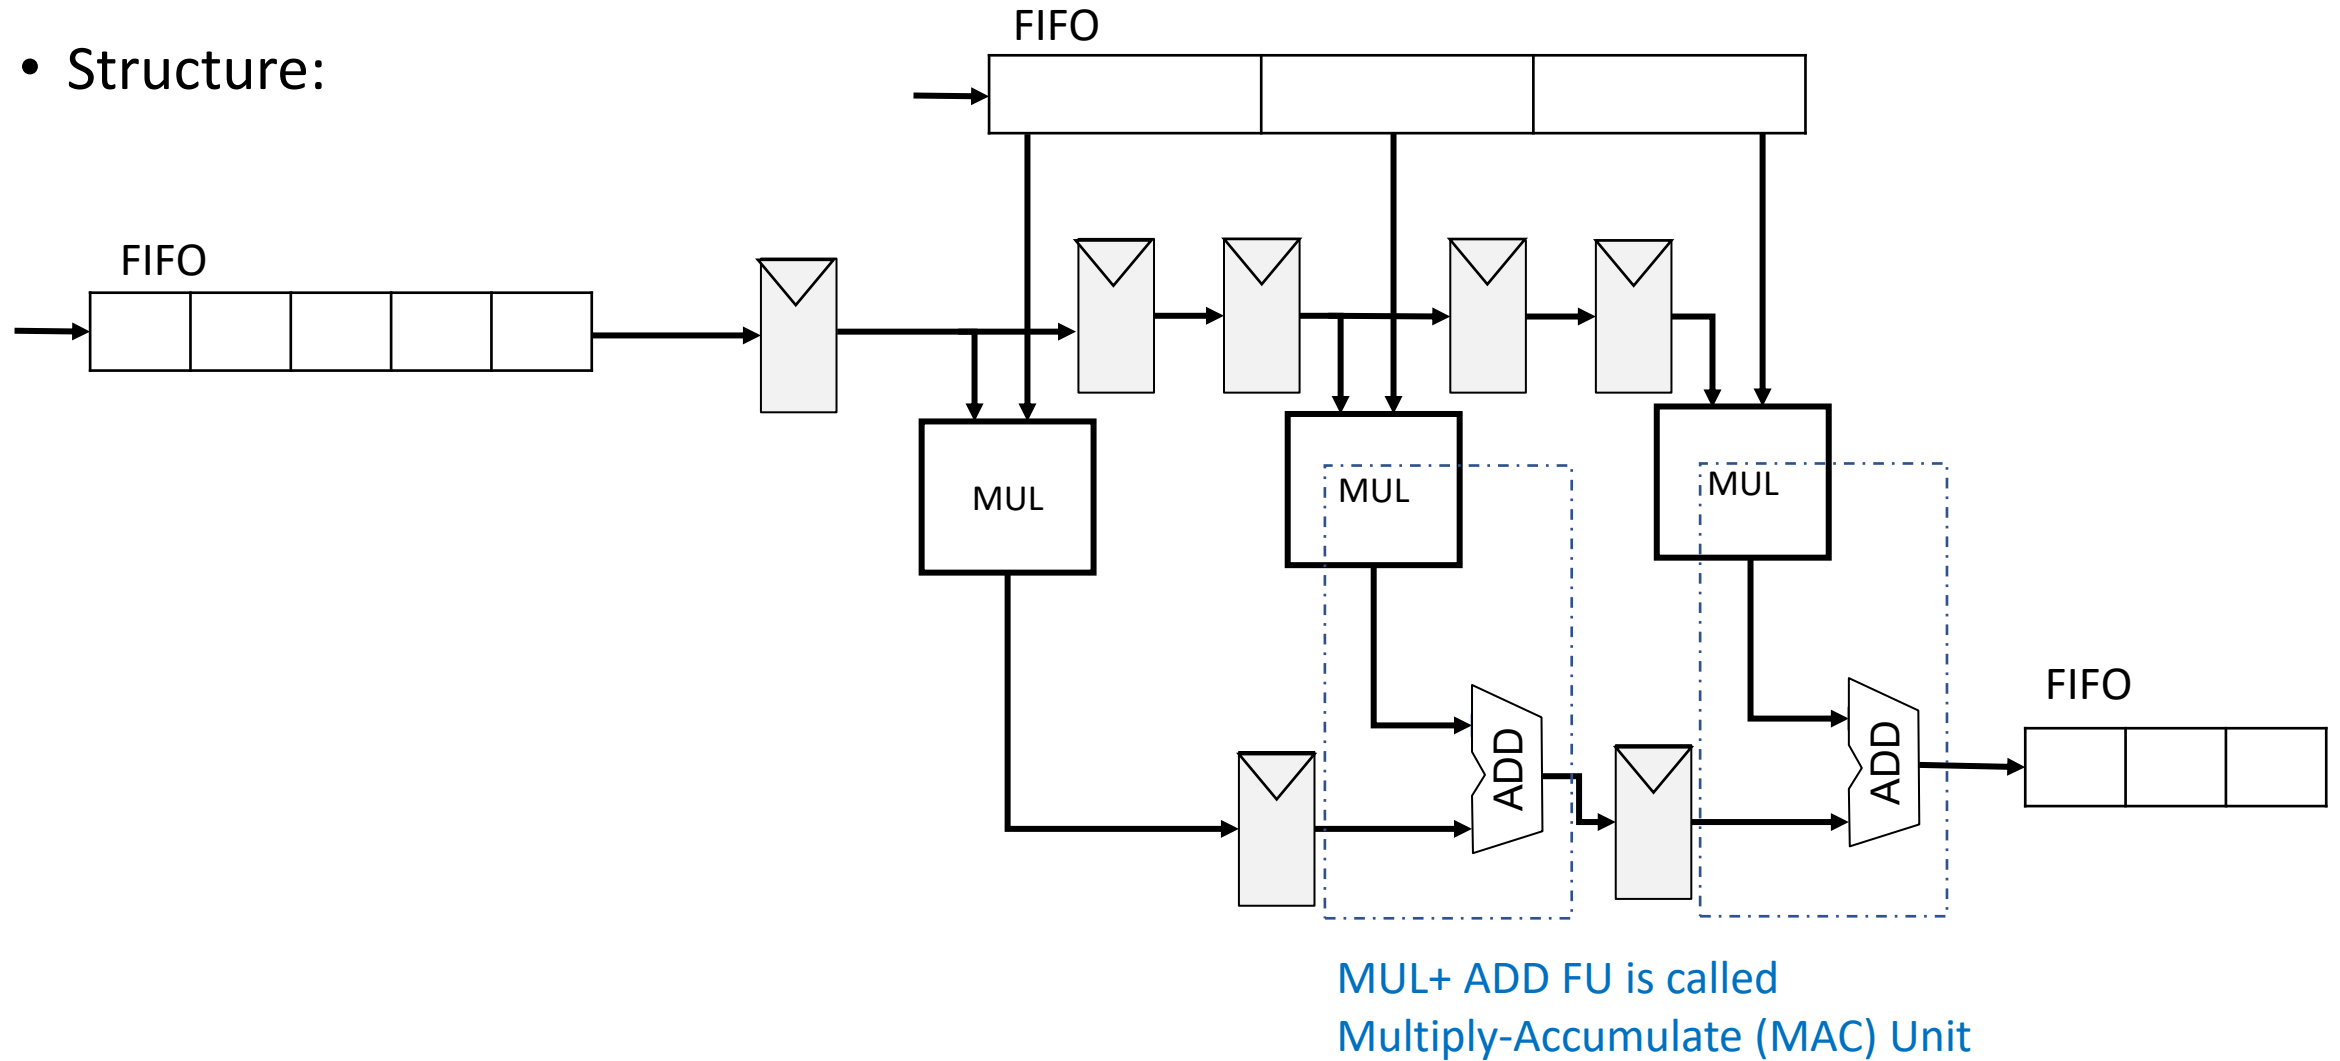 • Structure:
FIFO
FIFO
MUL
MUL
MUL
ADD
ADD
FIFO
MUL+ ADD FU is called
Multiply-Accumulate (MAC) Unit